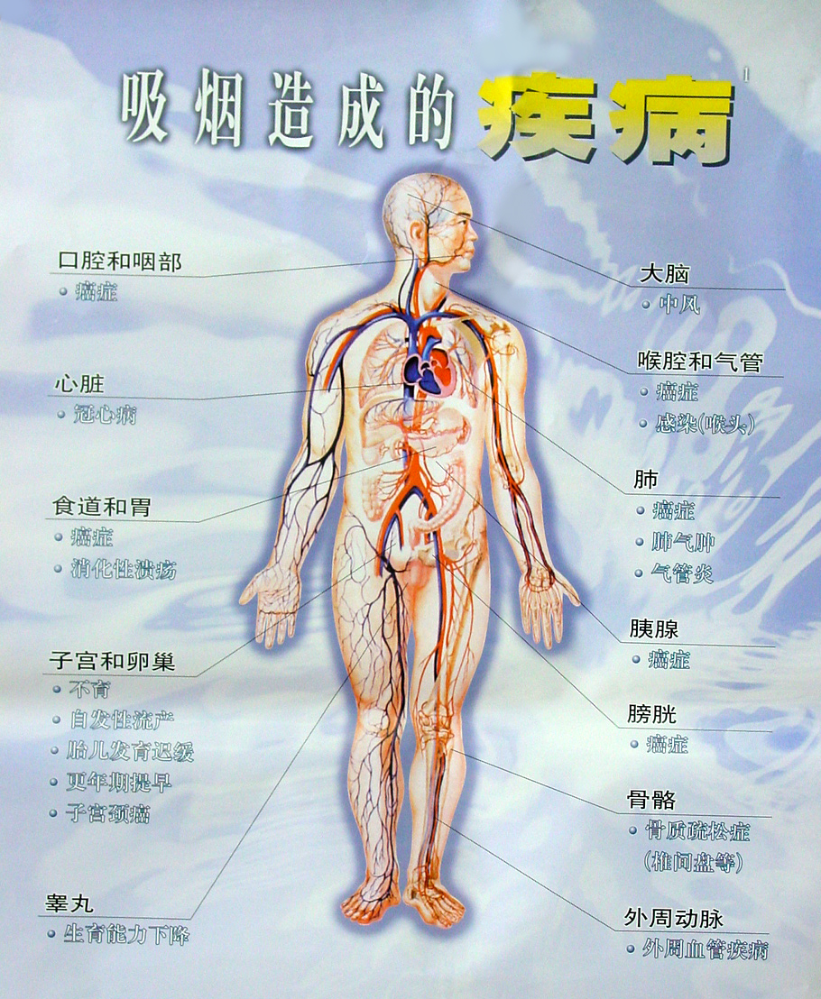 吸烟造成的疾病
口腔和咽部
癌症
心脏
冠心病
食道和胃
癌症
消化性溃疡
子宫和卵巢
不育
自发性流产
胎儿发育迟缓
更年期提早
子宫颈癌
睾丸
生育能力下降
大脑
中风
喉腔和气管
癌症
感染(喉头)
肺
癌症
肺气肿
气管炎
胰腺
癌症
膀胱
癌症
骨骼
骨质疏松症
(椎间盘等)
外周动脉
外周血管疾病